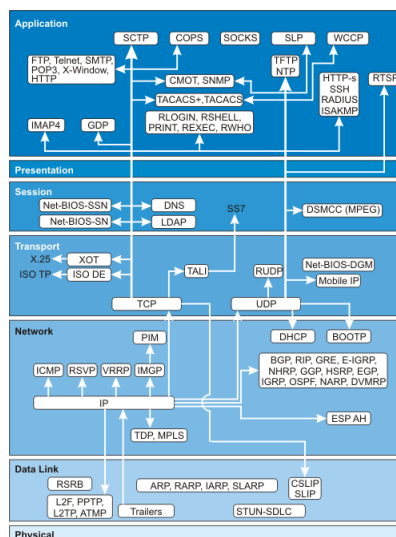 Application
SCTP
COPS
SOCKS
SLP
WCCP
FTP, Telnet, SMTP,
POP3, X-Window,
HTTP
TFTP
NTP
CMOT, SNMP
HTTP-s
SSH
RADIUS
ISAKMP
RTSP
TACACS+,TACACS
IMAP4
GDP
RLOGIN, RSHELL,
PRINT, REXEC, RWHO
Presentation
Session
Net-BIOS-SSN
DNS
SS7
DSMCC (MPEG)
Net-BIOS-SN
LDAP
Transport
X.25
XOT
ISO TP
ISO DE
TALI
RUDP
Net-BIOS-DGM
Mobile IP
TCP
UDP
Network
PIM
DHCP
BOOTP
ICMP
RSVP
VRRP
IMGP
BGP, RIP, GRE, E-IGRP,
NHRP, GGP, HSRP, EGP,
IGRP, OSPF, NARP, DVMRP
IP
ESP AH
TDP, MPLS
Data Link
RSRB
ARP, RARP, IARP, SLARP
CSLIP
SLIP
L2F, PPTP,
L2TP, ATMP
Trailers
STUN-SDLC
Physical